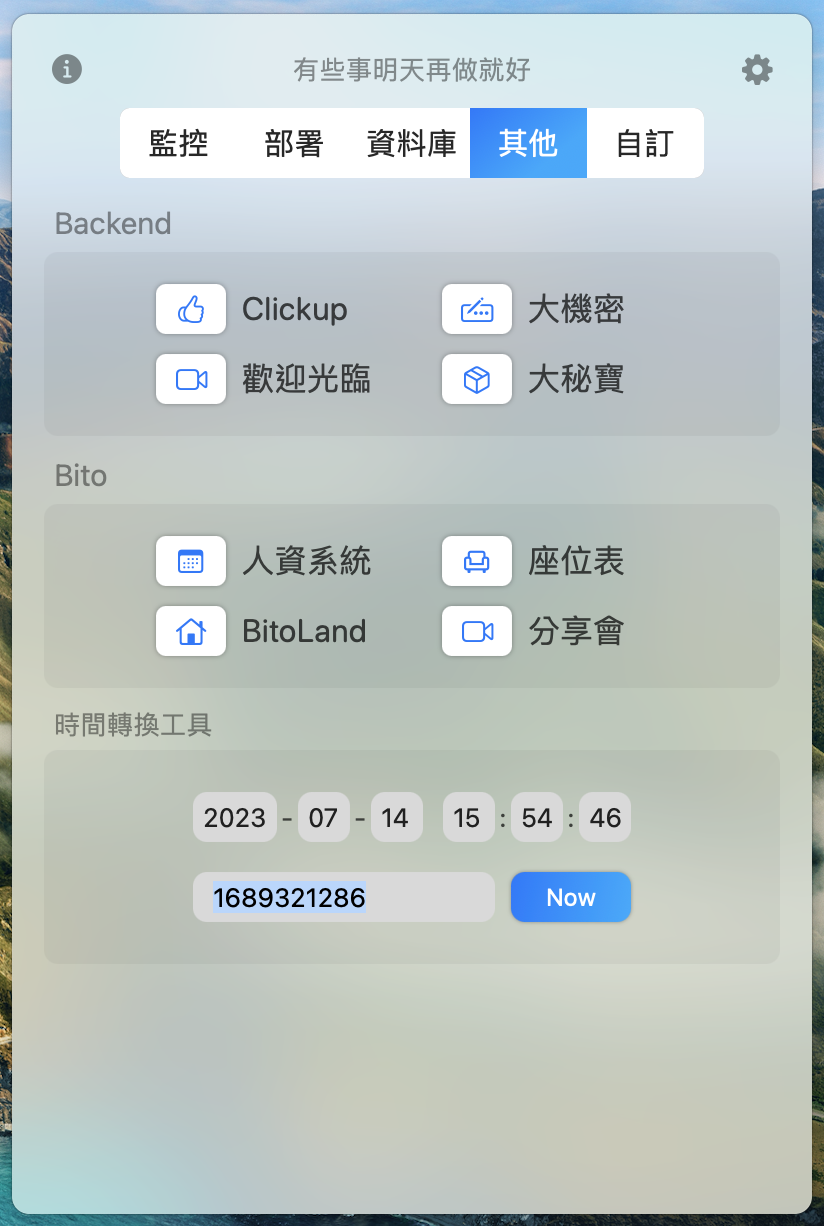 有些事明天再做就好
監控 部署 資料庫 其他 自訂
Backend
Clickup 大機密
歡迎光臨 大秘寶
Bito
人資系統 座位表
BitoLand 分享會
時間轉換工具
2023 - 07 - 14 15 : 54 : 46
1689321286 Now